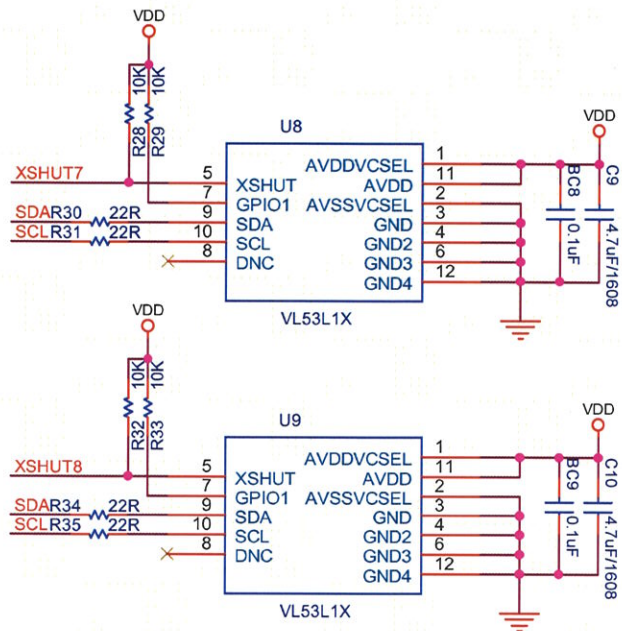 VDD
10K
10K
R28
R29
U8
VDD
XSHUT7
5
XSHUT
AVDDVCSEL
1
7
GPIO1
AVDD
11
SDA
R30
22R
9
SDA
AVSSVCSEL
2
SCL
R31
22R
10
SCL
GND
3
8
DNC
GND2
4
GND3
6
GND4
12
BC8
0.1uF
C9
4.7uF/1608
VL53L1X
VDD
10K
10K
R32
R33
U9
VDD
XSHUT8
5
XSHUT
AVDDVCSEL
1
7
GPIO1
AVDD
11
SDA
R34
22R
9
SDA
AVSSVCSEL
2
SCL
R35
22R
10
SCL
GND
3
8
DNC
GND2
4
GND3
6
GND4
12
BC9
0.1uF
C10
4.7uF/1608
VL53L1X